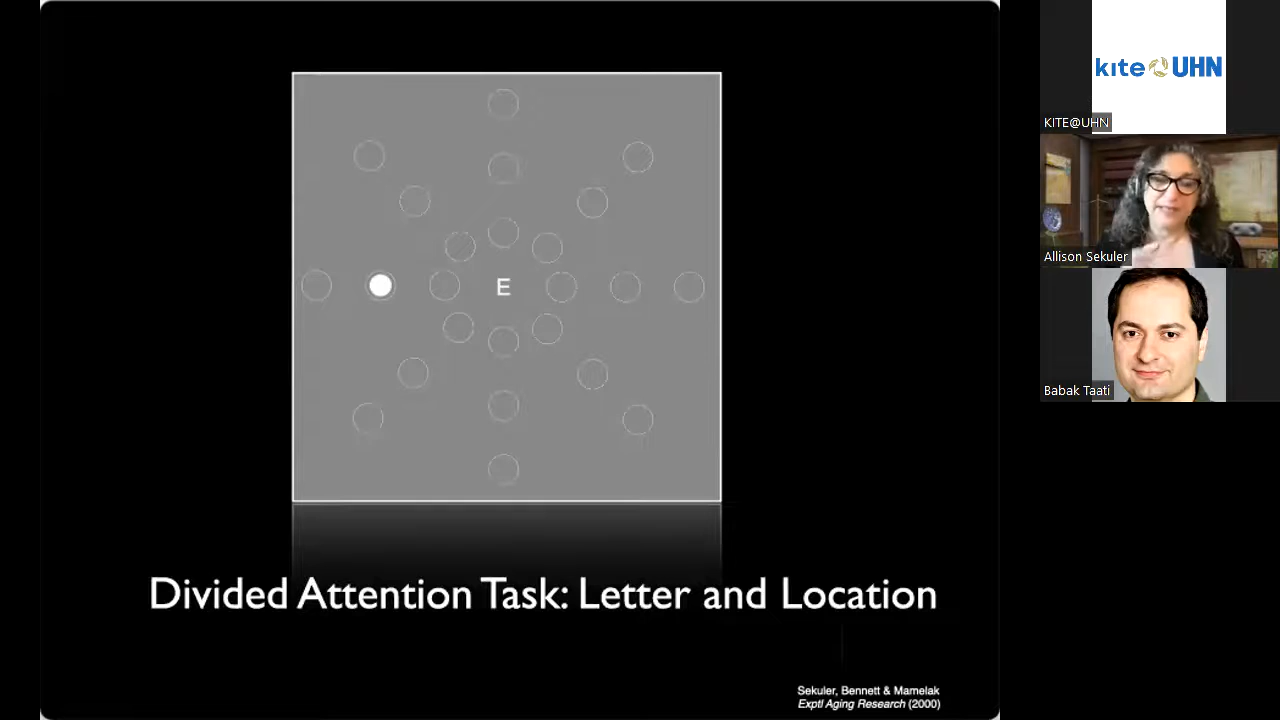 E
Divided Attention Task: Letter and Location
Sekuler, Bennett & Mamelak
Exptl Aging Research (2000)
kite UHN
KITE@UHN
Allison Sekuler
Babak Taati